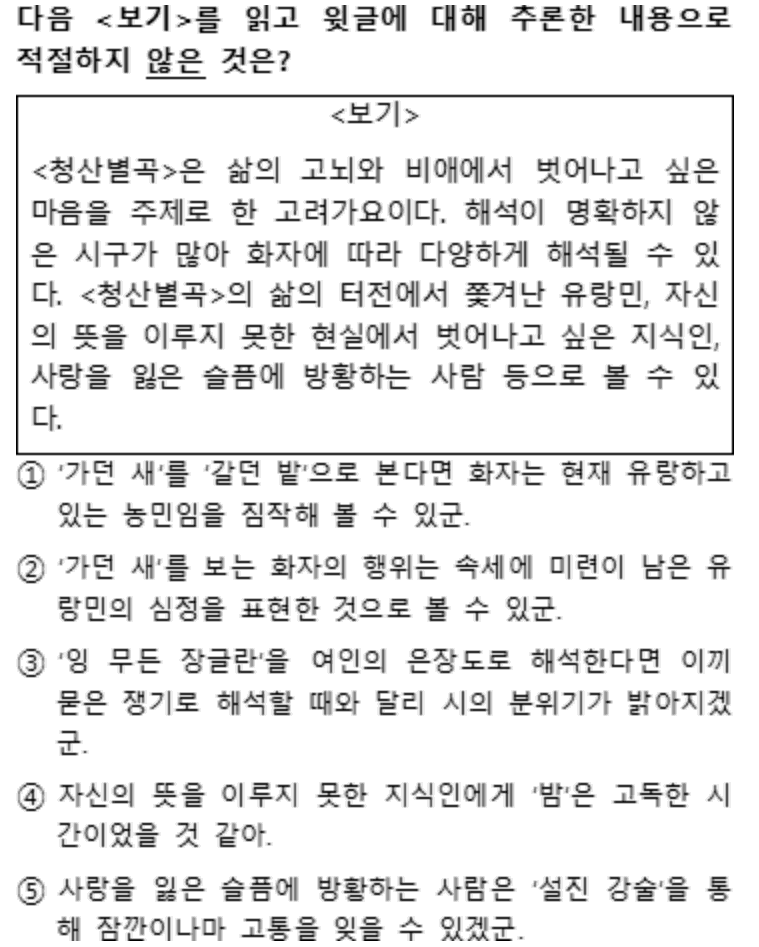 다음 <보기>를 읽고 윗글에 대해 추론한 내용으로
적절하지 않은 것은?
<보기>
<청산별곡>은 삶의 고뇌와 비애에서 벗어나고 싶은
마음을 주제로 한 고려가요이다. 해석이 명확하지 않
은 시구가 많아 화자에 따라 다양하게 해석될 수 있
다. <청산별곡>의 삶의 터전에서 쫓겨난 유랑민, 자신
의 뜻을 이루지 못한 현실에서 벗어나고 싶은 지식인,
사랑을 잃은 슬픔에 방황하는 사람 등으로 볼 수 있
다.
① '가던 새'를 '갈던 밭'으로 본다면 화자는 현재 유랑하고
있는 농민임을 짐작해 볼 수 있군.
② '가던 새'를 보는 화자의 행위는 속세에 미련이 남은 유
랑민의 심정을 표현한 것으로 볼 수 있군.
③ '잉 무든 장글란'을 여인의 은장도로 해석한다면 이끼
묻은 쟁기로 해석할 때와 달리 시의 분위기가 밝아지겠
군.
④ 자신의 뜻을 이루지 못한 지식인에게 '밤'은 고독한 시
간이었을 것 같아.
⑤ 사랑을 잃은 슬픔에 방황하는 사람은 '설진 강술'을 통
해 잠깐이나마 고통을 잊을 수 있겠군.